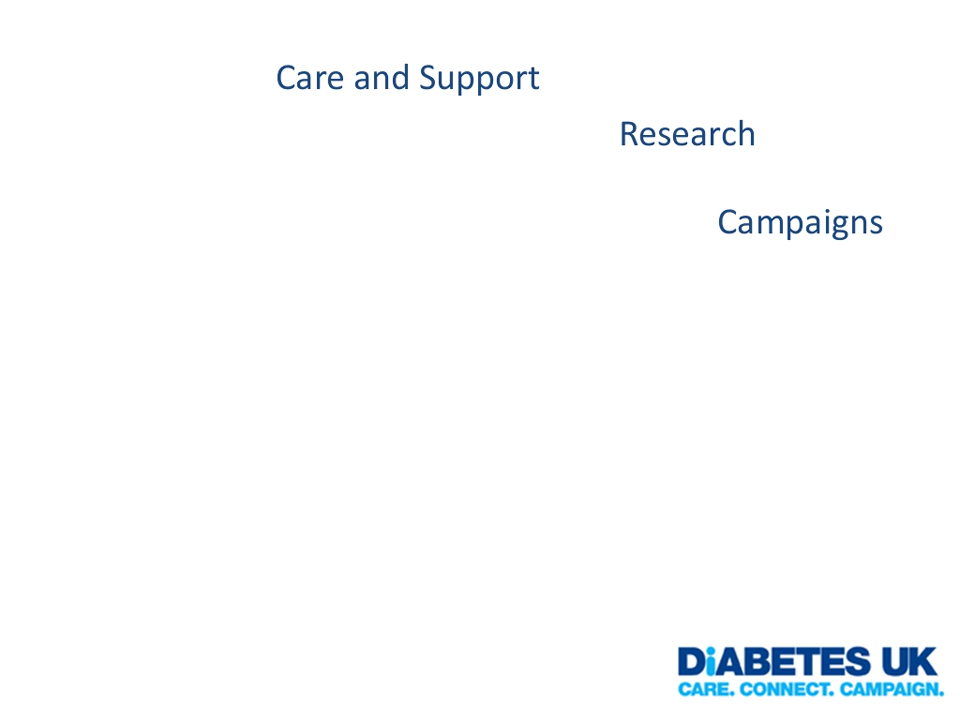 Care and Support
Research
Campaigns
DiABETES UK
CARE. CONNECT. CAMPAIGN.